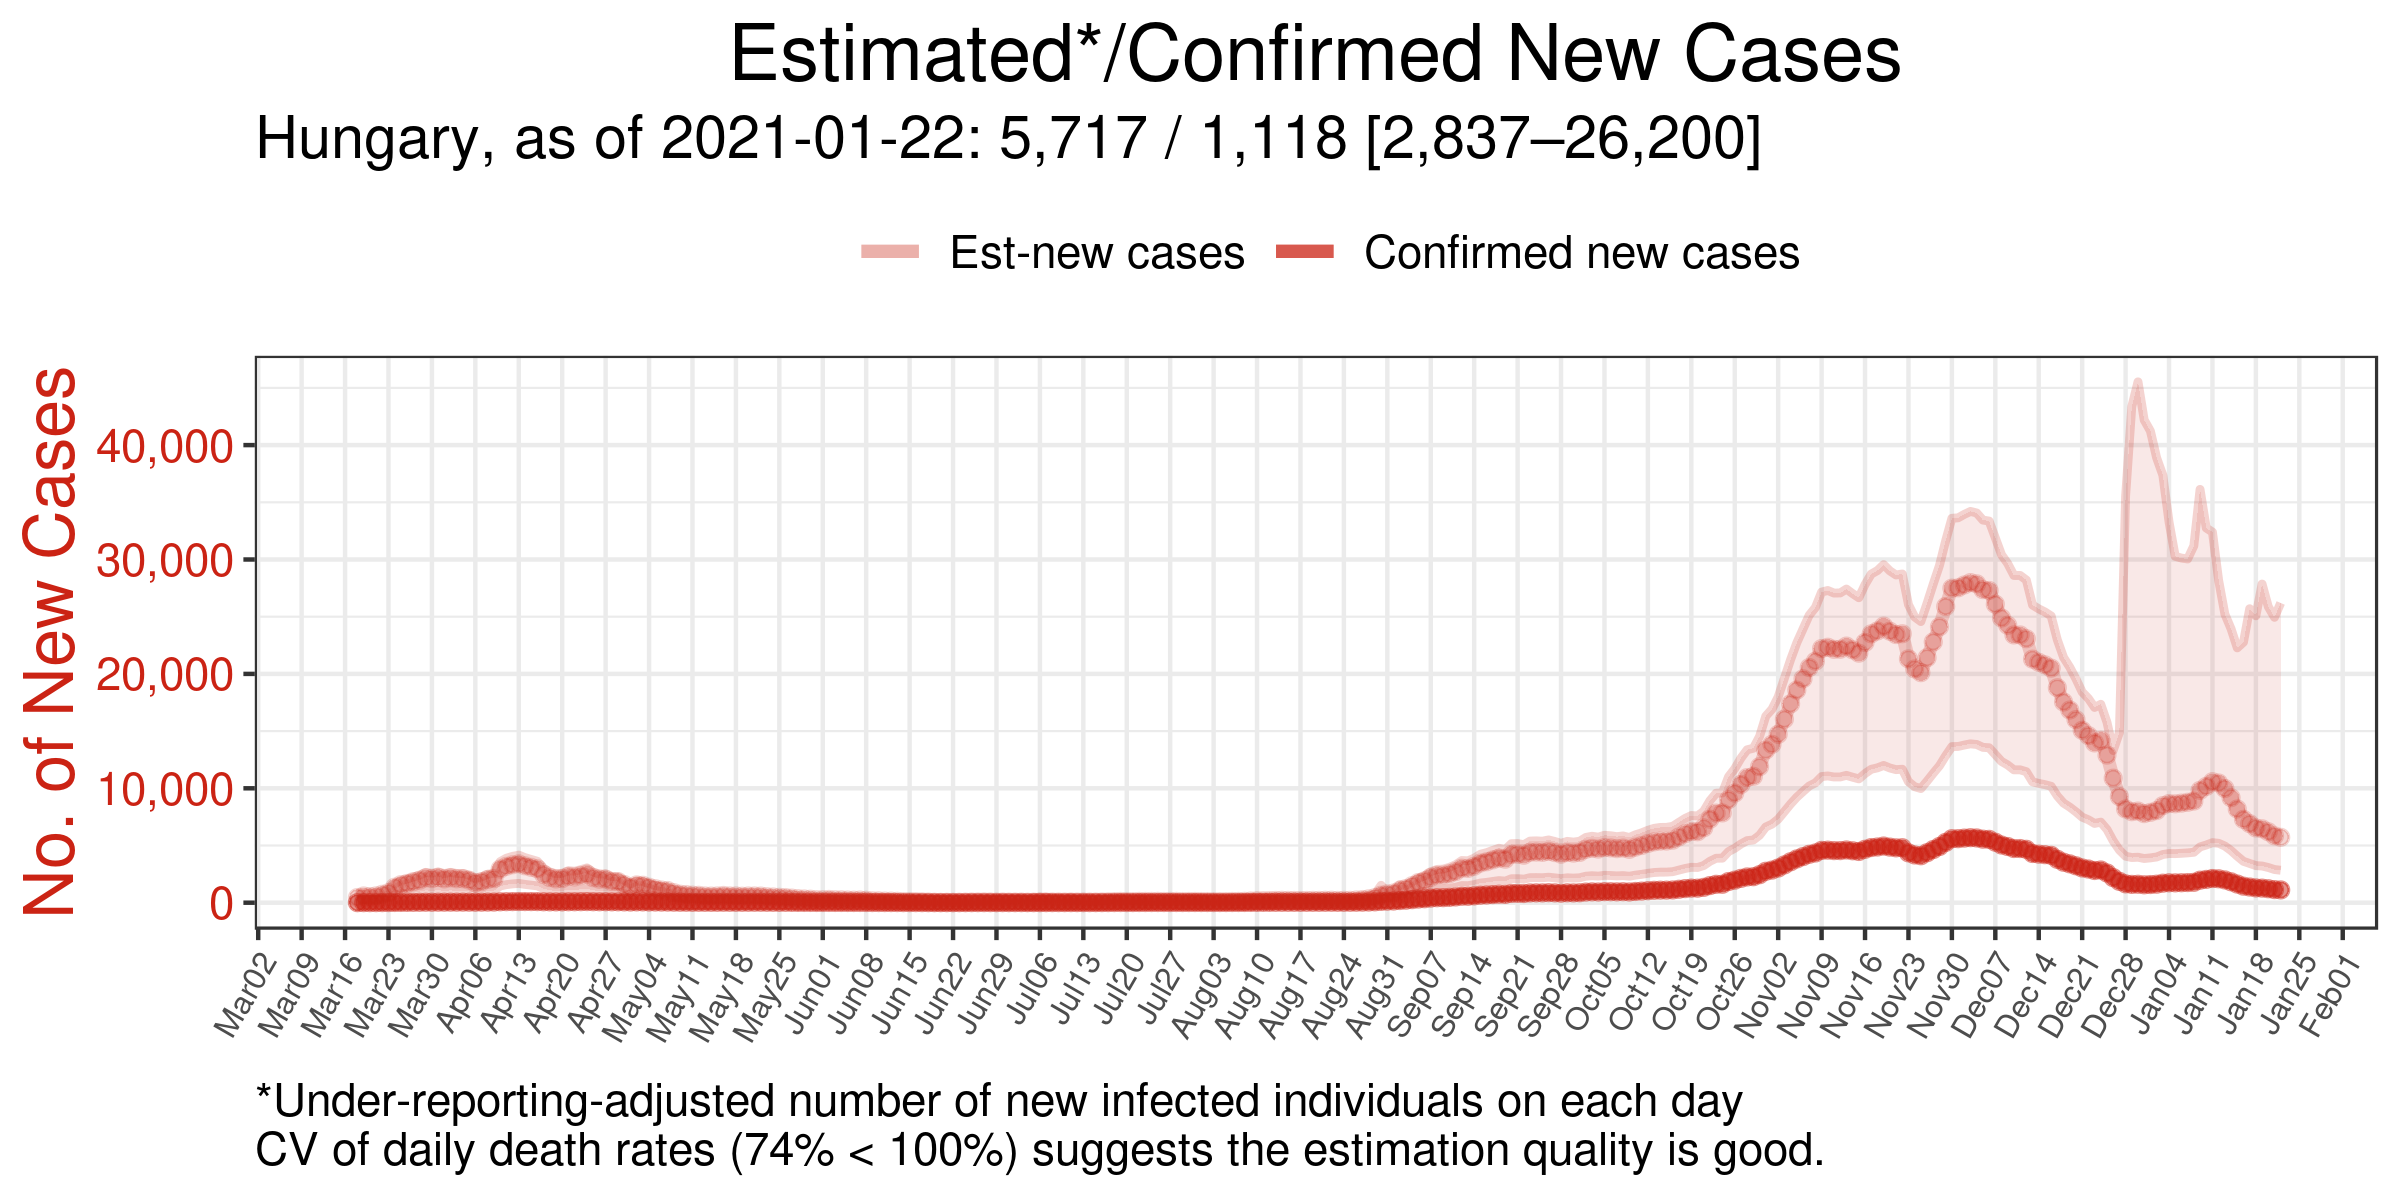 Estimated*/Confirmed New Cases
Hungary, as of 2021-01-22: 5,717 / 1,118 [2,837–26,200]
Est-new cases Confirmed new cases
No. of New Cases
40,000
30,000
20,000
10,000
0
Mar02 Mar09 Mar16 Mar23 Mar30 Apr06 Apr13 Apr20 Apr27 May04 May11 May18 May25 Jun01 Jun08 Jun15 Jun22 Jun29 Jul06 Jul13 Jul20 Jul27 Aug03 Aug10 Aug17 Aug24 Aug31 Sep07 Sep14 Sep21 Sep28 Oct05 Oct12 Oct19 Oct26 Nov02 Nov09 Nov16 Nov23 Nov30 Dec07 Dec14 Dec21 Dec28 Jan04 Jan11 Jan18 Jan25 Feb01
*Under-reporting-adjusted number of new infected individuals on each day
CV of daily death rates (74% < 100%) suggests the estimation quality is good.